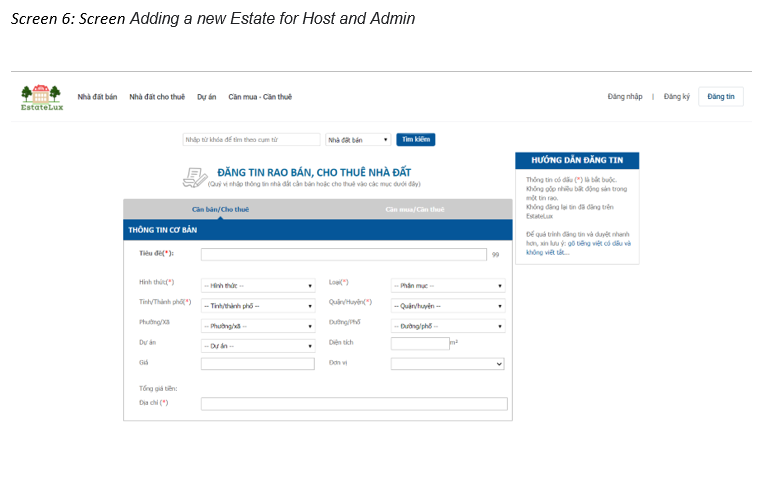 Screen 6: Screen Adding a new Estate for Host and Admin
EstateLux
Nhà đất bán Nhà đất cho thuê Dự án Cần mua - Cần thuê
Đăng nhập | Đăng ký Đăng tin
Nhập từ khóa để tìm theo cụm từ Nhà đất bán Tìm kiếm
ĐĂNG TIN RAO BÁN, CHO THUÊ NHÀ ĐẤT
(Quý vị nhập thông tin nhà đất cần bán hoặc cho thuê vào các mục dưới đây)
Cần bán/Cho thuê Cần mua/Cần thuê
THÔNG TIN CƠ BẢN
Tiêu đề(*): 99
Hình thức(*) -- Hình thức -- Loại(*) -- Phân mục --
Tỉnh/Thành phố(*) -- Tỉnh/thành phố -- Quận/Huyện(*) -- Quận/huyện --
Phường/Xã -- Phường/xã -- Đường/Phố -- Đường/phố --
Dự án -- Dự án -- Diện tích m²
Giá Đơn vị
Tổng giá tiền:
Địa chỉ (*)
HƯỚNG DẪN ĐĂNG TIN
Thông tin có dấu (*) là bắt buộc.
Không gộp nhiều bất động sản trong
một tin rao.
Không đăng lại tin đã đăng trên
EstateLux
Để quá trình đăng tin và duyệt nhanh
hơn, xin lưu ý: gõ tiếng việt có dấu và
không viết tắt...